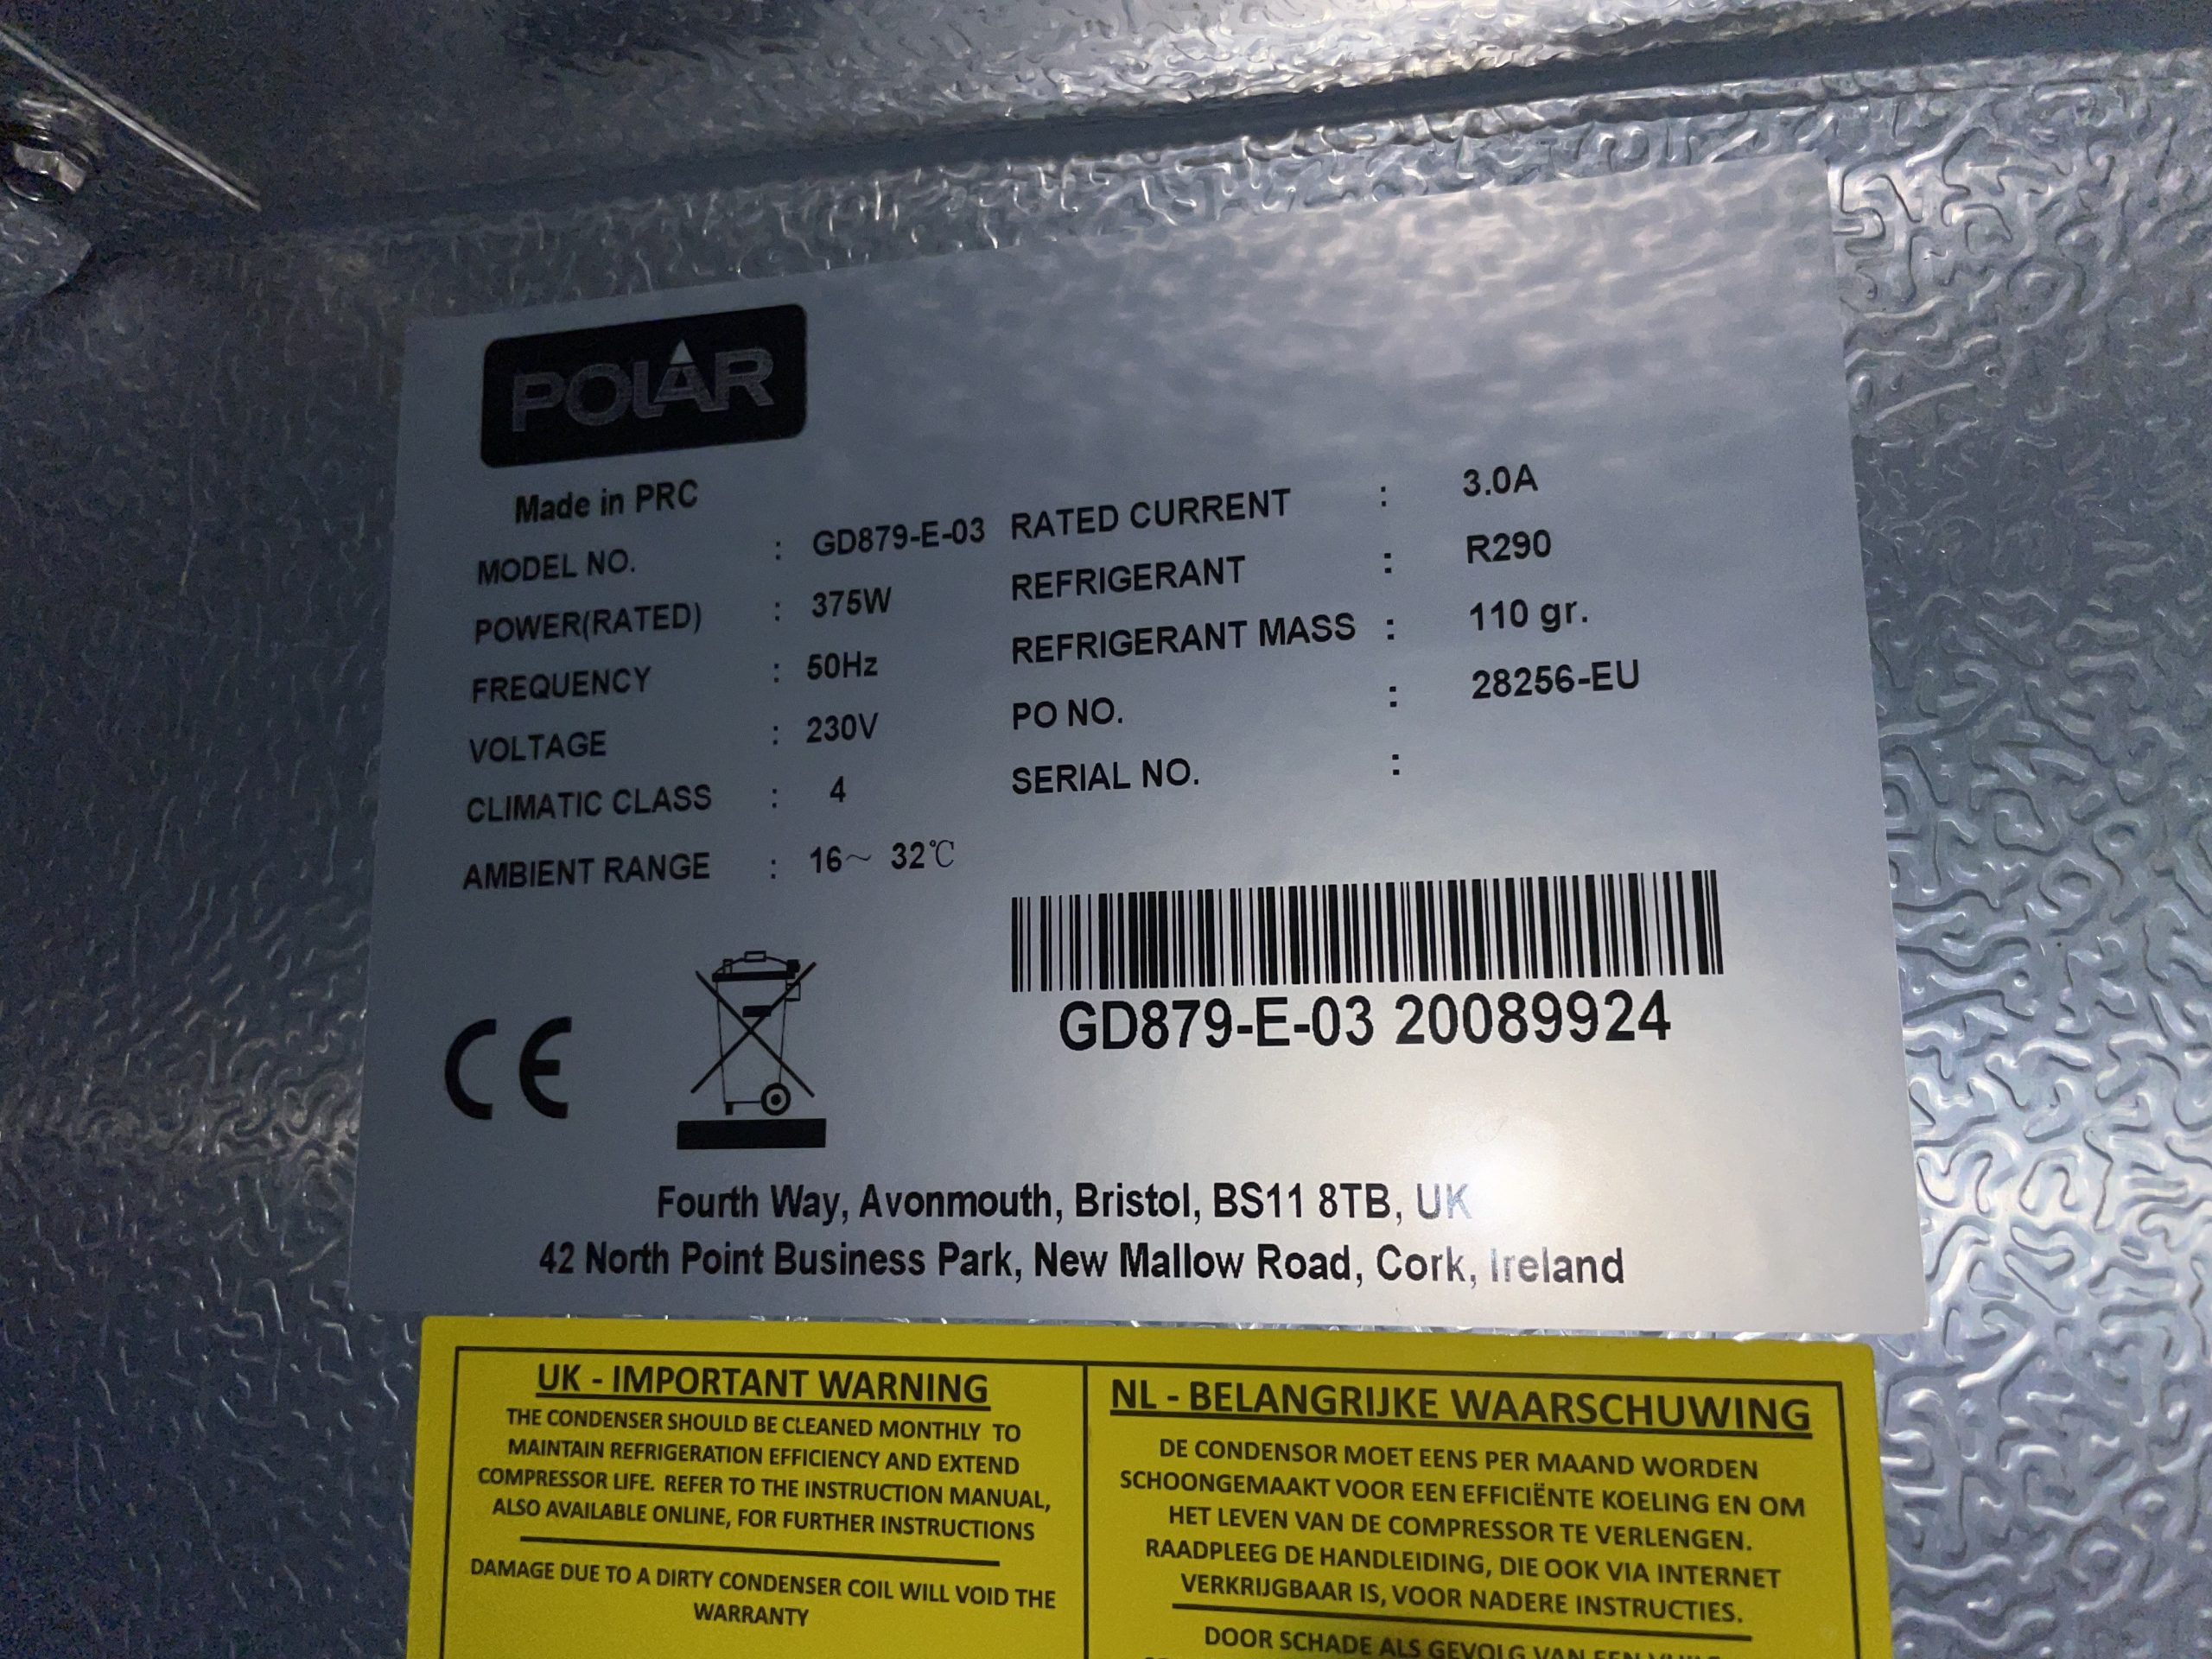 POLAR
Made in PRC
MODEL NO. : GD879-E-03
POWER(RATED) : 375W
FREQUENCY : 50Hz
VOLTAGE : 230V
CLIMATIC CLASS : 4
AMBIENT RANGE : 16~ 32℃
RATED CURRENT : 3.0A
REFRIGERANT : R290
REFRIGERANT MASS : 110 gr.
PO NO. : 28256-EU
SERIAL NO. :
GD879-E-03 20089924
CE
Fourth Way, Avonmouth, Bristol, BS11 8TB, UK
42 North Point Business Park, New Mallow Road, Cork, Ireland
UK - IMPORTANT WARNING
THE CONDENSER SHOULD BE CLEANED MONTHLY TO
MAINTAIN REFRIGERATION EFFICIENCY AND EXTEND
COMPRESSOR LIFE. REFER TO THE INSTRUCTION MANUAL,
ALSO AVAILABLE ONLINE, FOR FURTHER INSTRUCTIONS
DAMAGE DUE TO A DIRTY CONDENSER COIL WILL VOID THE
WARRANTY
NL - BELANGRIJKE WAARSCHUWING
DE CONDENSOR MOET EENS PER MAAND WORDEN
SCHOONGEMAAKT VOOR EEN EFFICIËNTE KOELING EN OM
HET LEVEN VAN DE COMPRESSOR TE VERLENGEN.
RAADPLEEG DE HANDLEIDING, DIE OOK VIA INTERNET
VERKRIJGBAAR IS, VOOR NADERE INSTRUCTIES.
DOOR SCHADE ALS GEVOLG VAN EEN